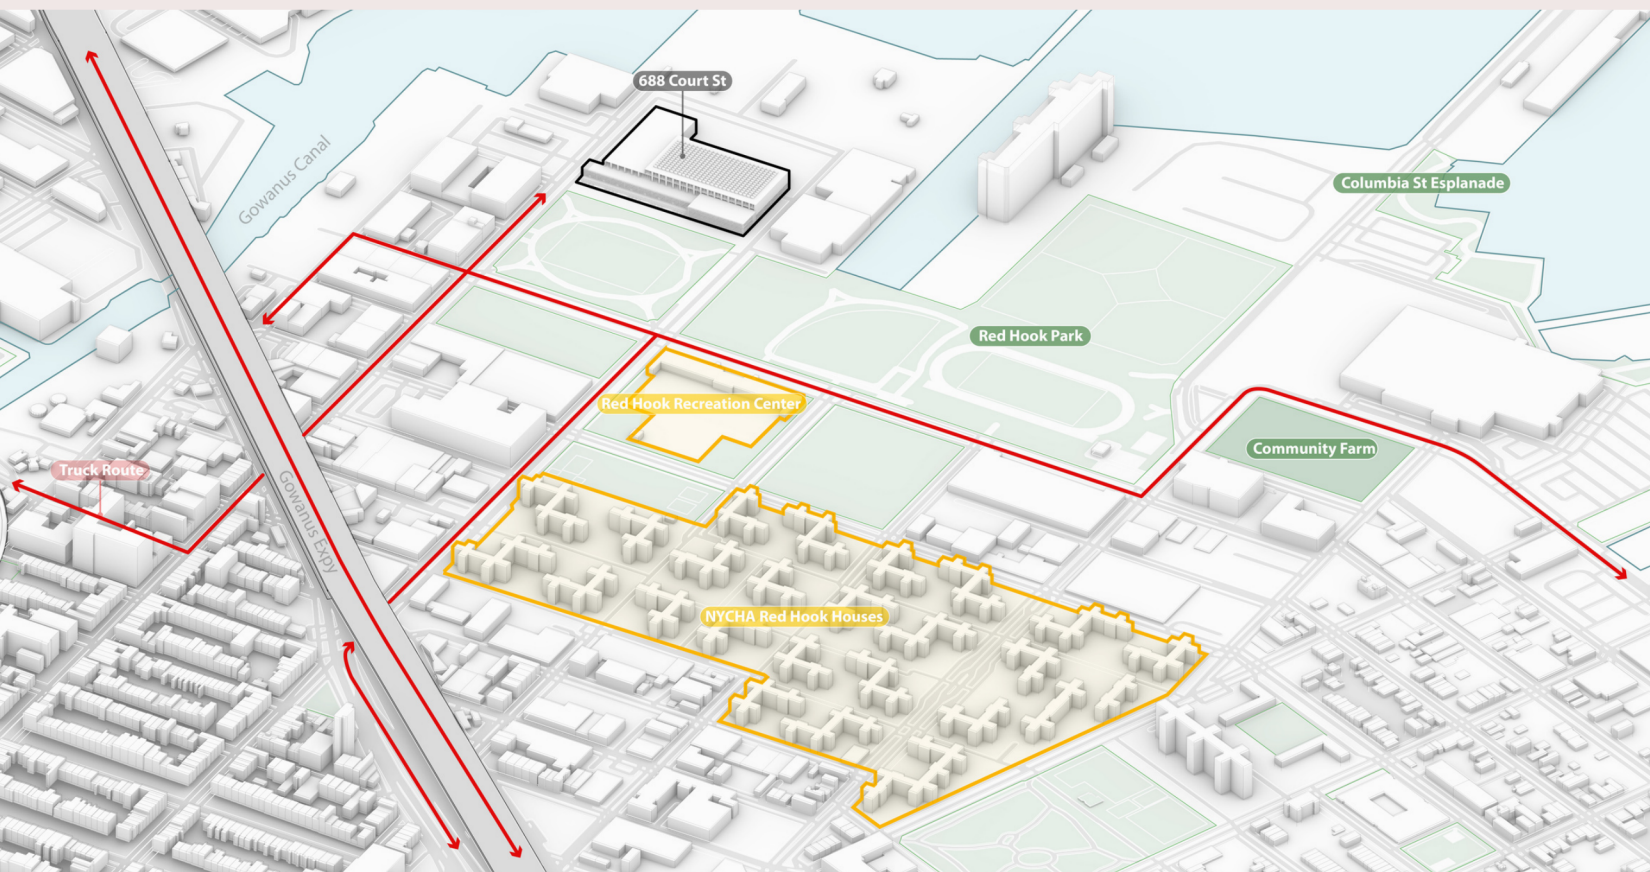 688 Court St
Gowanus Canal
Columbia St Esplanade
Red Hook Park
Red Hook Recreation Center
Community Farm
Truck Route
Gowanus Expy
NYCHA Red Hook Houses